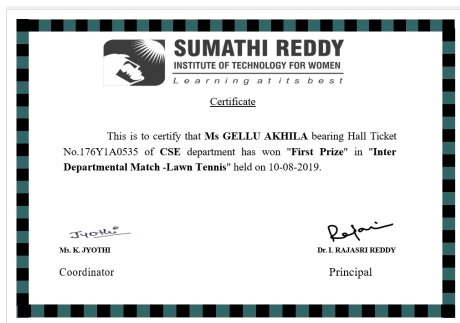 SUMATHI REDDY
INSTITUTE OF TECHNOLOGY FOR WOMEN
Learning at its best
Certificate
This is to certify that Ms GELLU AKHILA bearing Hall Ticket
No.176Y1A0535 of CSE department has won "First Prize" in "Inter
Departmental Match -Lawn Tennis" held on 10-08-2019.
Jyothi
Rajasri
Ms. K. JYOTHI
Dr. I. RAJASRI REDDY
Coordinator
Principal